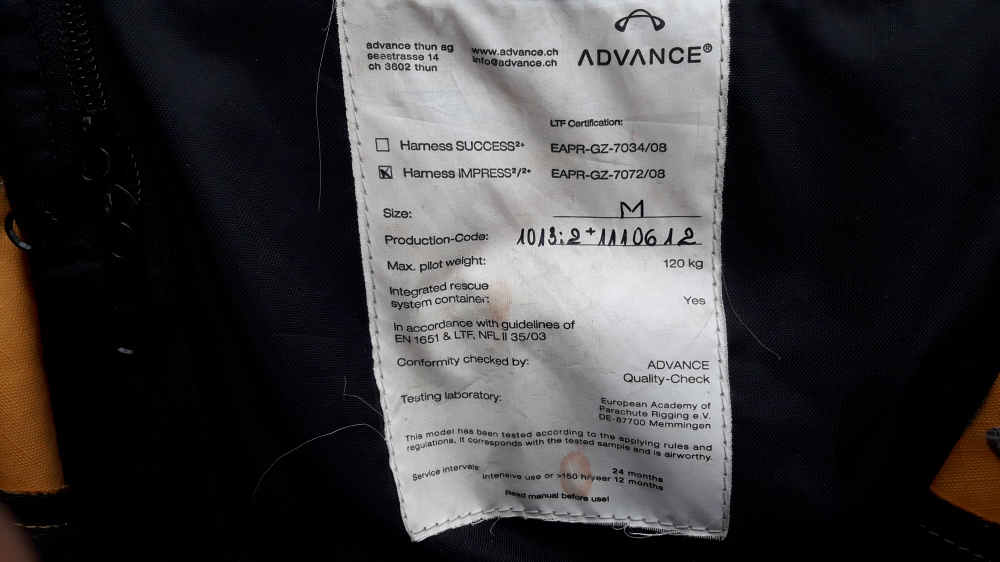 advance thun ag
seestrasse 14
ch 3602 thun
www.advance.ch
info@advance.ch
ADVANCE®
LTF Certification:
☐ Harness SUCCESS²⁺ EAPR-GZ-7034/08
☒ Harness IMPRESS²/²⁺ EAPR-GZ-7072/08
Size: M
Production-Code: 1013;2+1110612
Max. pilot weight: 120 kg
Integrated rescue
system container: Yes
In accordance with guidelines of
EN 1651 & LTF, NFL II 35/03
Conformity checked by: ADVANCE
Quality-Check
Testing laboratory: European Academy of
Parachute Rigging e.V.
DE-87700 Memmingen
This model has been tested according to the applying rules and
regulations, it corresponds with the tested sample and is airworthy.
Service intervals: 24 months
Intensive use or >150 h/year 12 months
Read manual before use!